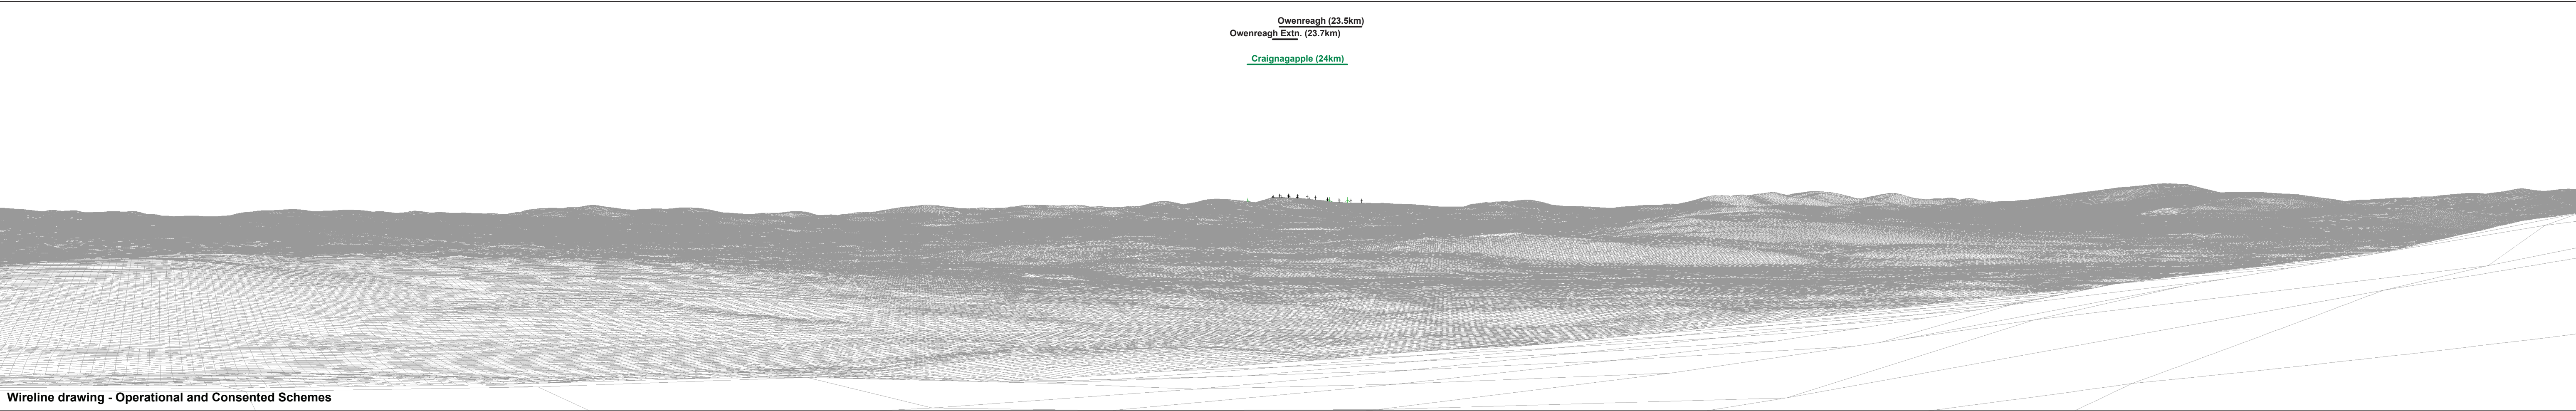 Owenreagh (23.5km)
Owenreagh Extn. (23.7km)
Craignagapple (24km)
Wireline drawing - Operational and Consented Schemes